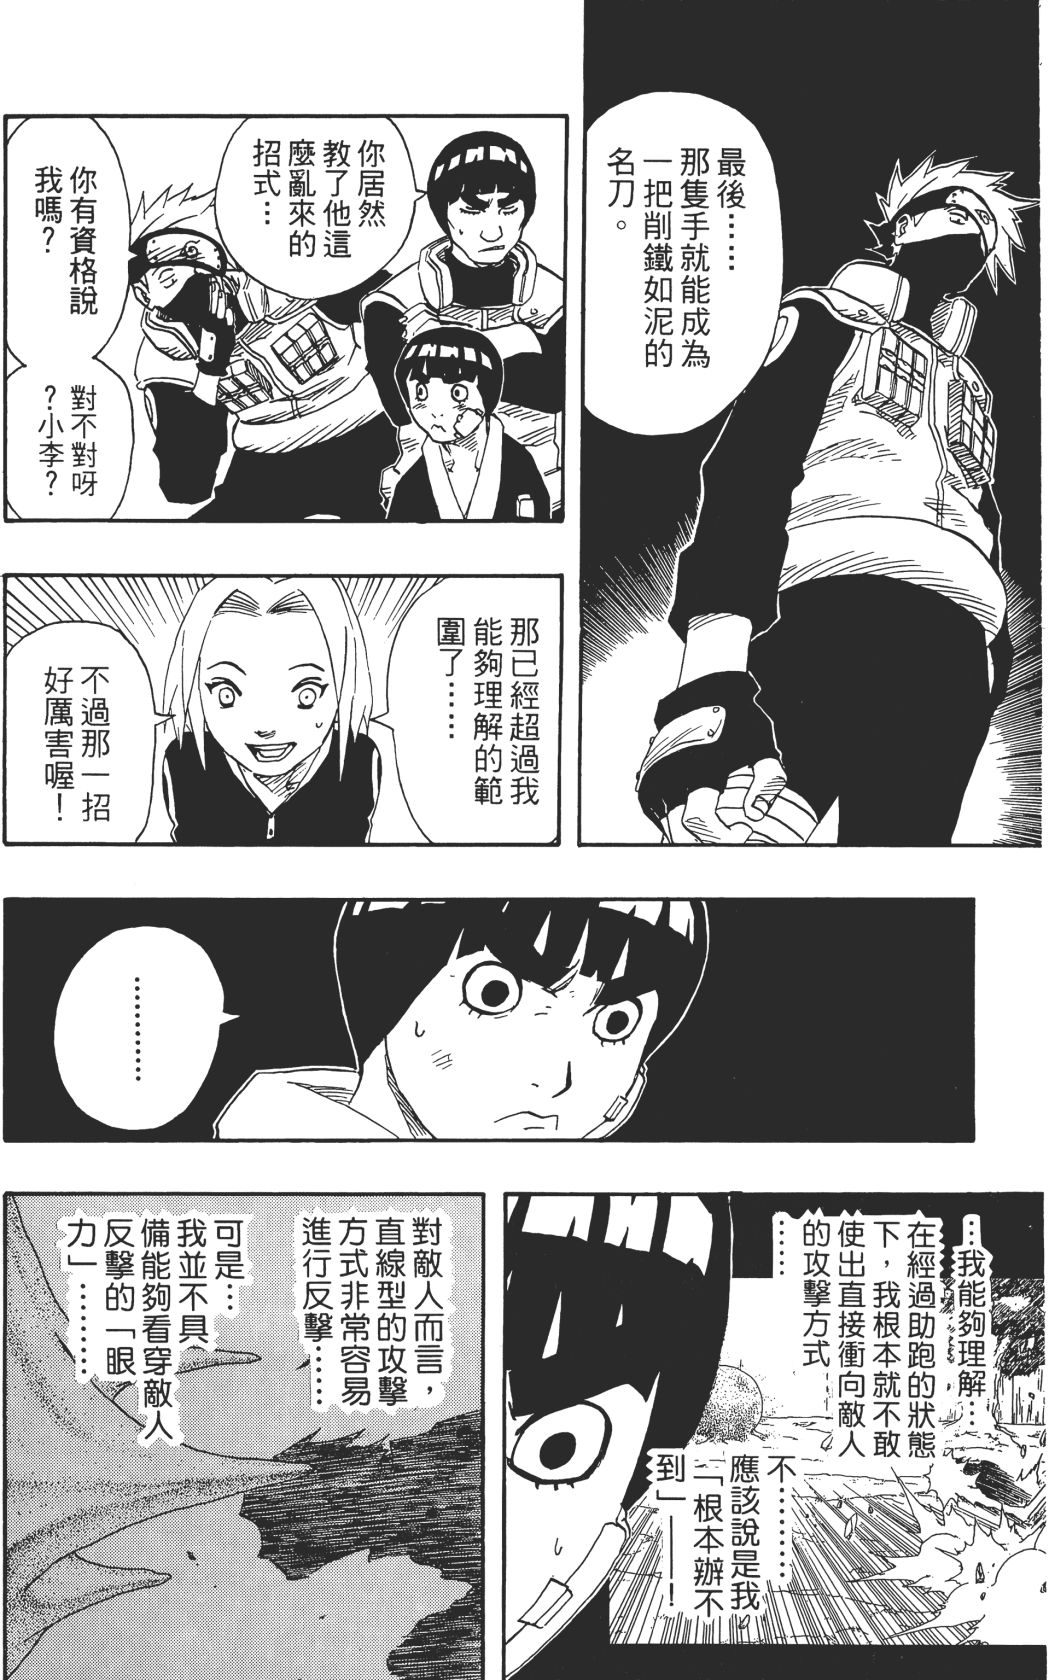 最後……
那隻手就能成為
一把削鐵如泥的
名刀。
你居然
教了他這
麼亂來的
招式…
你有資格說
我嗎？
對不對呀
？小李？
那已經超過我
能夠理解的範
圍了……
不過那一招
好厲害喔！
…………
…我能夠理解…
在經過助跑的狀態
下，我根本就不敢
使出直接衝向敵人
的攻擊方式
…
不………
應該說是我
「根本辦不
到」——！
對敵人而言，
直線型的攻擊
方式非常容易
進行反擊……
可是…
我並不具
備能夠看穿敵人
反擊的「眼
力」………